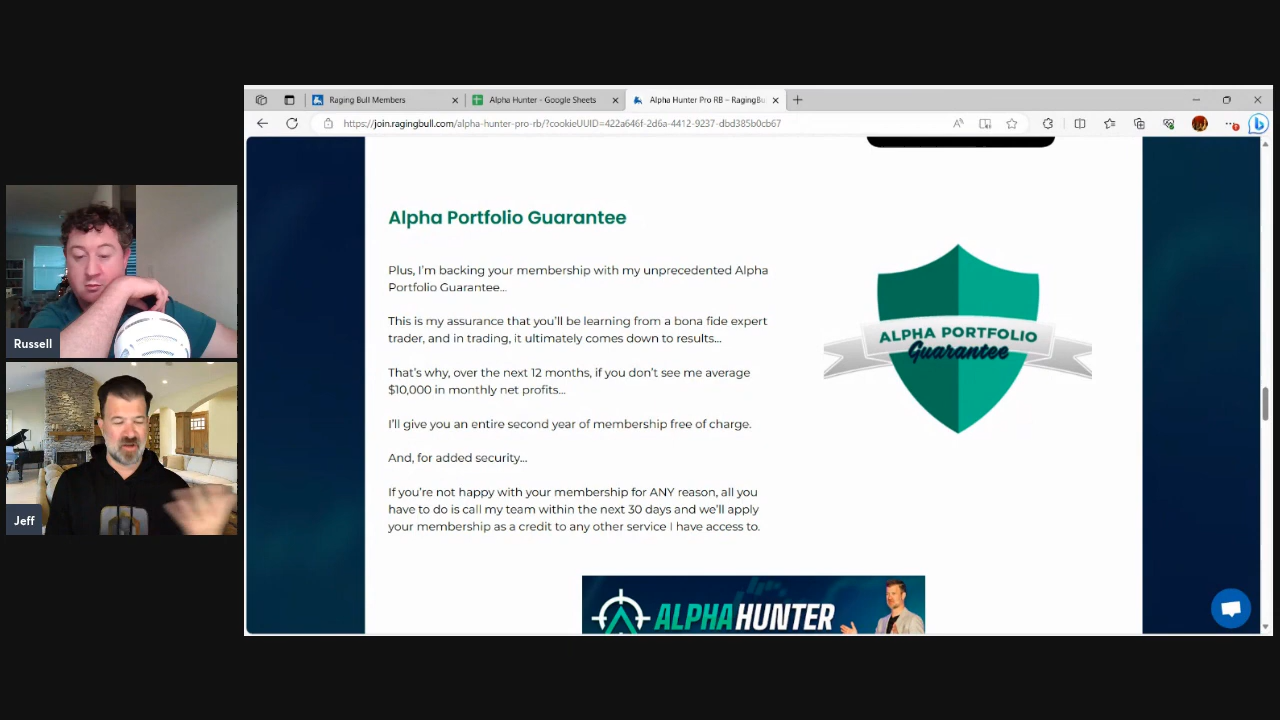 Raging Bull Members
Alpha Hunter - Google Sheets
Alpha Hunter Pro RB – RagingBu
https://join.ragingbull.com/alpha-hunter-pro-rb/?cookieUUID=422a646f-2d6a-4412-9237-dbd385b0cb67
Alpha Portfolio Guarantee
Plus, I'm backing your membership with my unprecedented Alpha
Portfolio Guarantee...
This is my assurance that you'll be learning from a bona fide expert
trader, and in trading, it ultimately comes down to results...
That's why, over the next 12 months, if you don't see me average
$10,000 in monthly net profits...
I'll give you an entire second year of membership free of charge.
And, for added security...
If you're not happy with your membership for ANY reason, all you
have to do is call my team within the next 30 days and we'll apply
your membership as a credit to any other service I have access to.
ALPHA PORTFOLIO
Guarantee
ALPHA HUNTER
Russell
Jeff